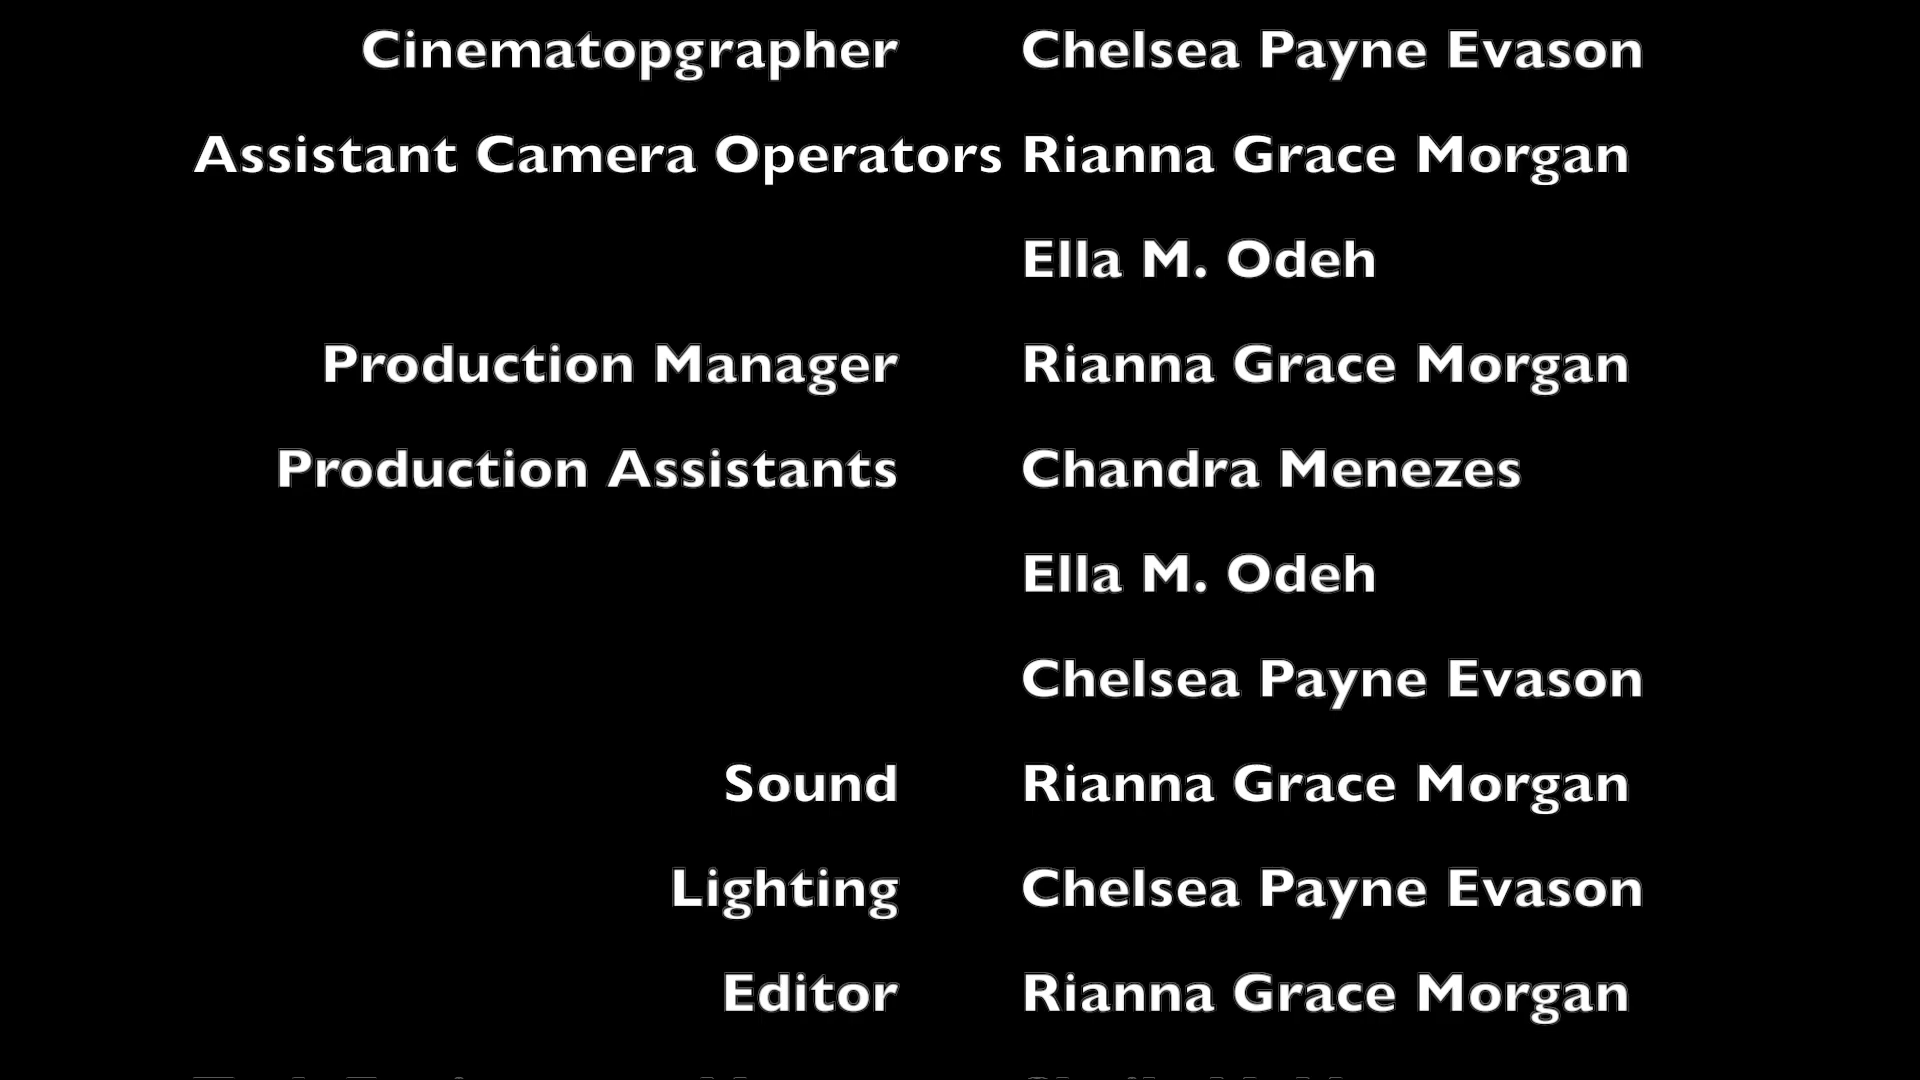 Cinematopgrapher Chelsea Payne Evason
Assistant Camera Operators Rianna Grace Morgan
Ella M. Odeh
Production Manager Rianna Grace Morgan
Production Assistants Chandra Menezes
Ella M. Odeh
Chelsea Payne Evason
Sound Rianna Grace Morgan
Lighting Chelsea Payne Evason
Editor Rianna Grace Morgan